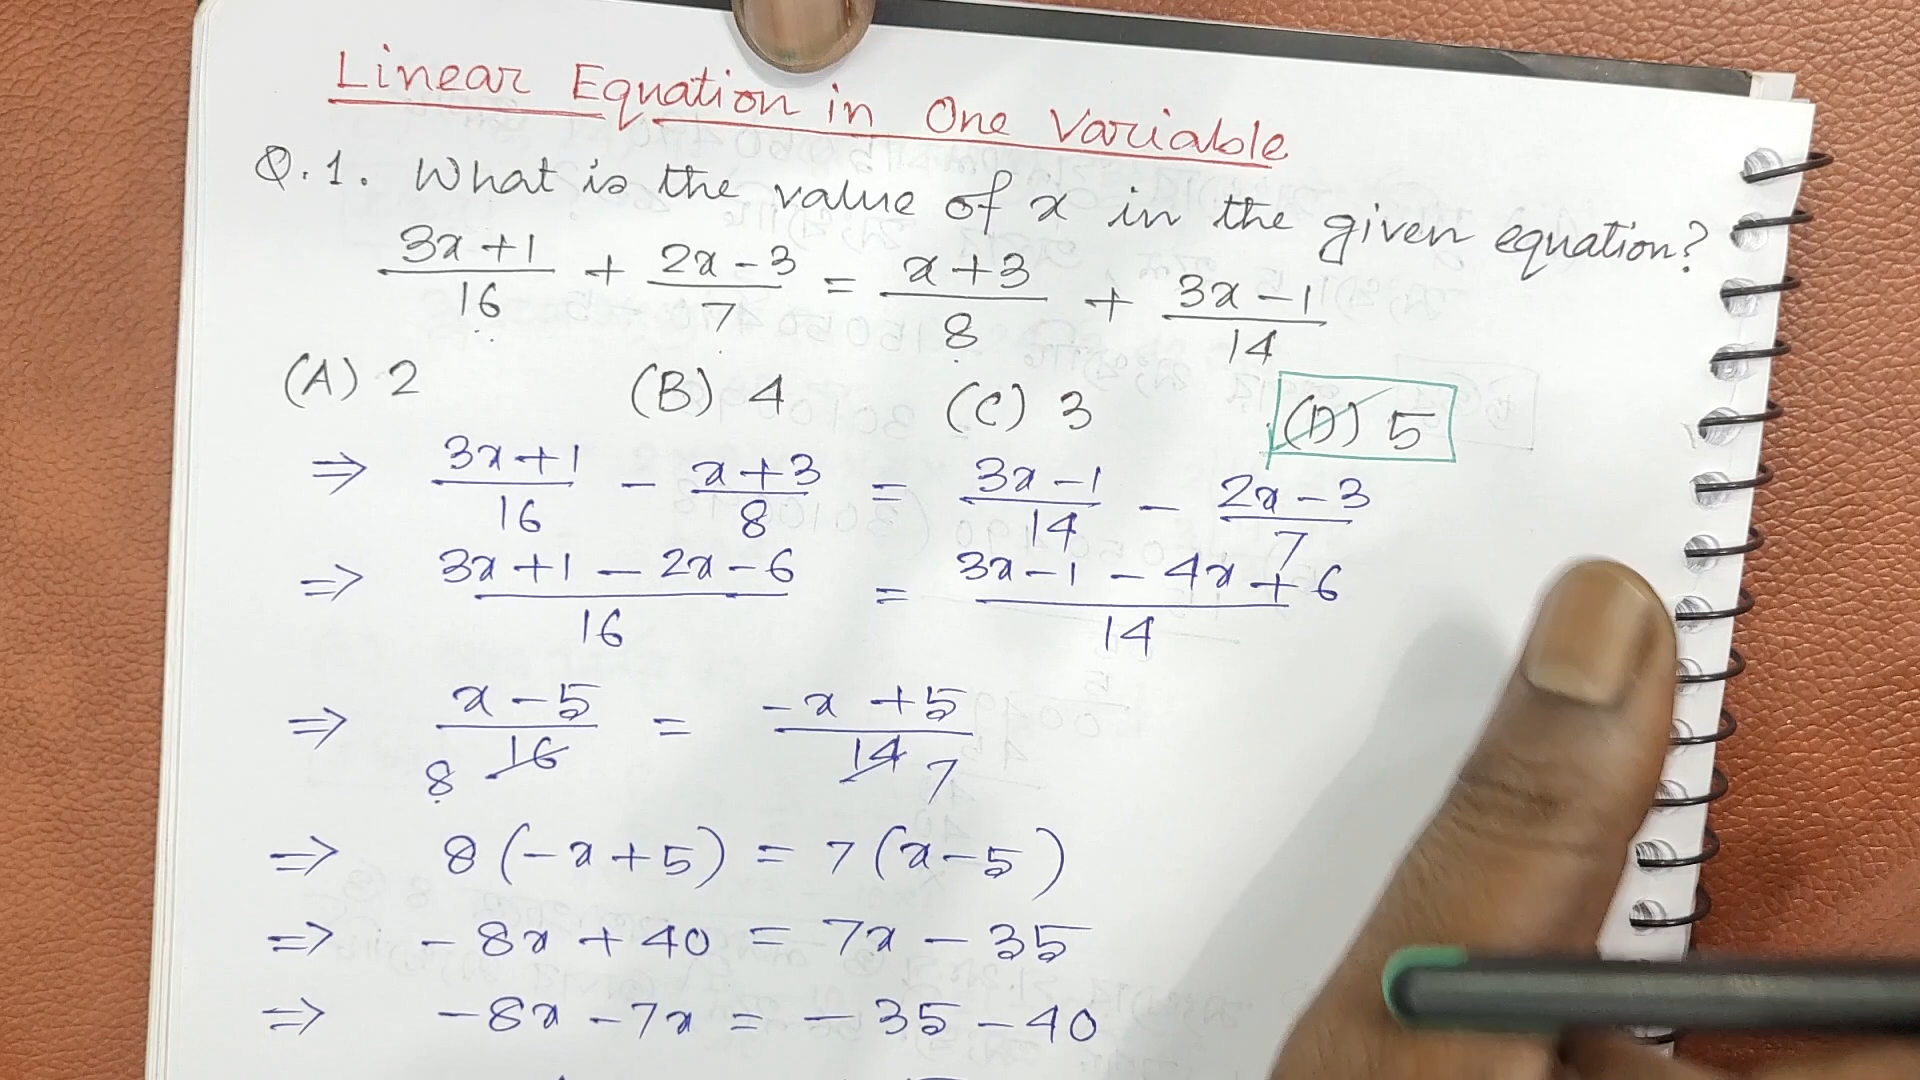 Linear Equation in One Variable
Q.1. What is the value of x in the given equation?
(3x+1)/16 + (2x-3)/7 = (x+3)/8 + (3x-1)/14
(A) 2 (B) 4 (C) 3 (D) 5
⇒ (3x+1)/16 - (x+3)/8 = (3x-1)/14 - (2x-3)/7
⇒ (3x+1-2x-6)/16 = (3x-1-4x+6)/14
⇒ (x-5)/16 8 = (-x+5)/14 7
⇒ 8(-x+5) = 7(x-5)
⇒ -8x+40 = 7x-35
⇒ -8x-7x = -35-40